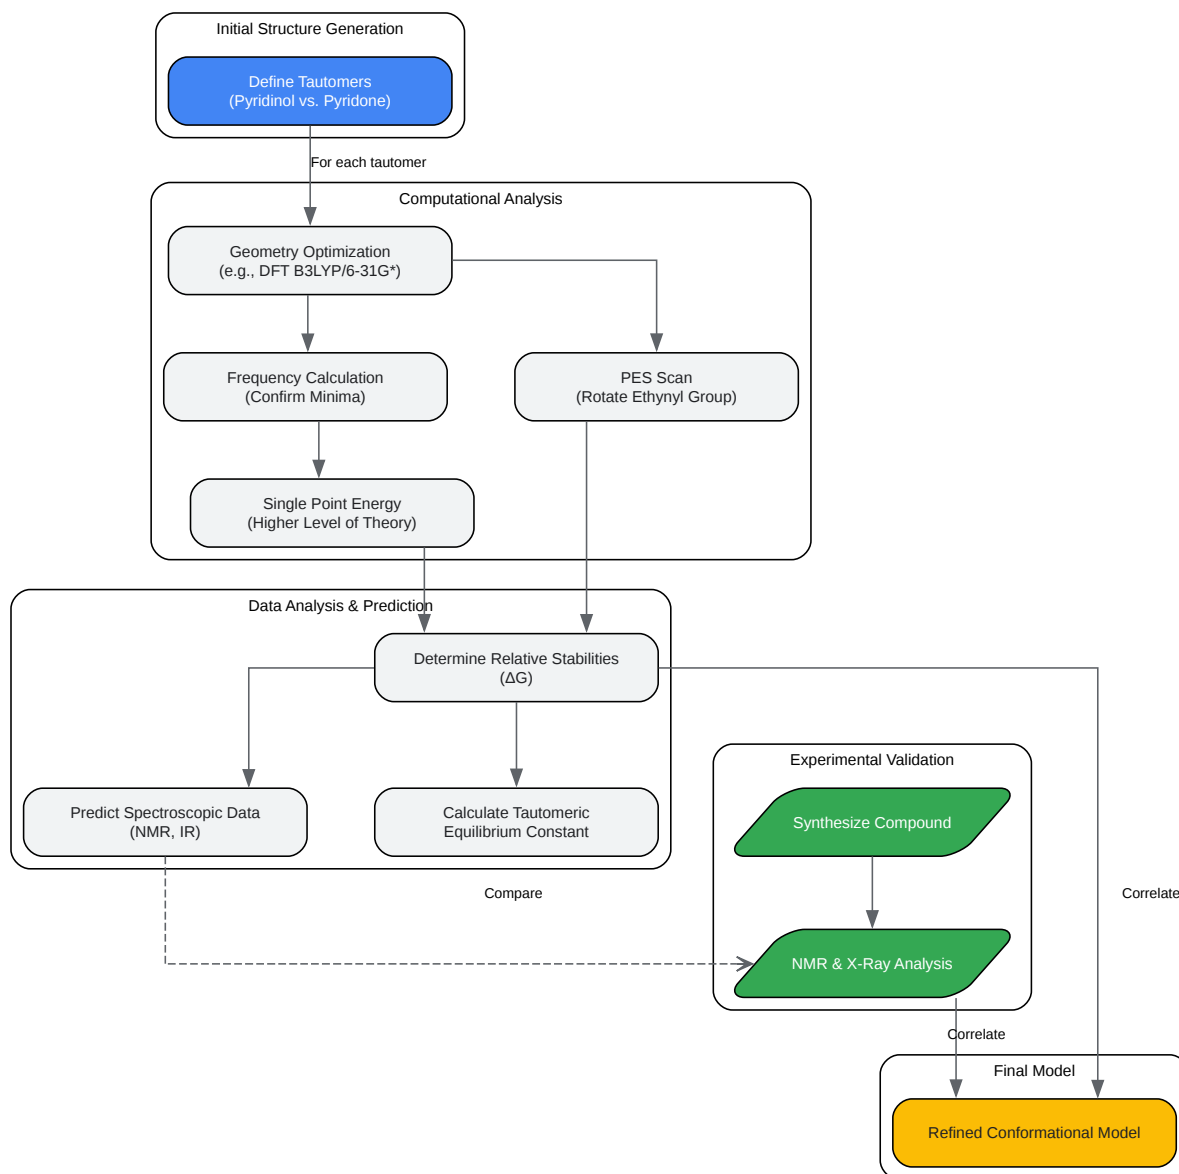 Initial Structure Generation
Define Tautomers
(Pyridinol vs. Pyridone)
For each tautomer
Computational Analysis
Geometry Optimization
(e.g., DFT B3LYP/6-31G*)
Frequency Calculation
(Confirm Minima)
PES Scan
(Rotate Ethynyl Group)
Single Point Energy
(Higher Level of Theory)
Data Analysis & Prediction
Determine Relative Stabilities
(ΔG)
Predict Spectroscopic Data
(NMR, IR)
Calculate Tautomeric
Equilibrium Constant
Experimental Validation
Synthesize Compound
Compare
Correlate
NMR & X-Ray Analysis
Correlate
Final Model
Refined Conformational Model